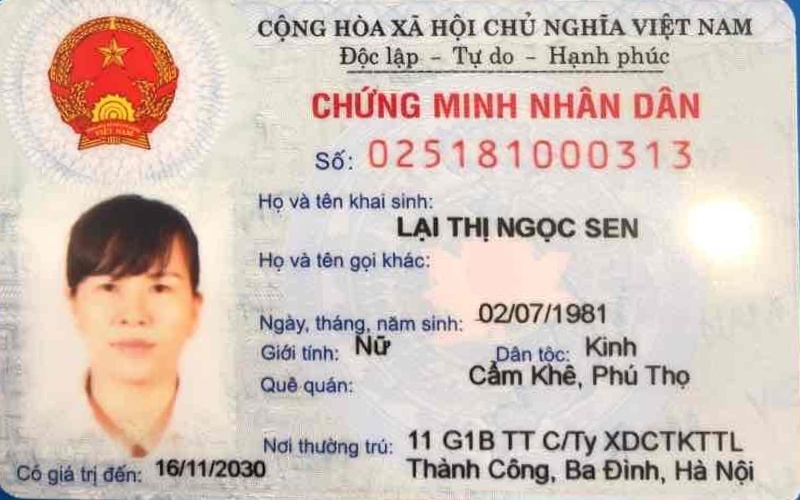 CỘNG HÒA XÃ HỘI CHỦ NGHĨA VIỆT NAM
Độc lập - Tự do - Hạnh phúc
CHỨNG MINH NHÂN DÂN
Số: 025181000313
Họ và tên khai sinh:
LẠI THỊ NGỌC SEN
Họ và tên gọi khác:
Ngày, tháng, năm sinh: 02/07/1981
Giới tính: Nữ Dân tộc: Kinh
Quê quán: Cẩm Khê, Phú Thọ
Nơi thường trú: 11 G1B TT C/Ty XDCTKTTL
Thành Công, Ba Đình, Hà Nội
Có giá trị đến: 16/11/2030
VIỆT NAM